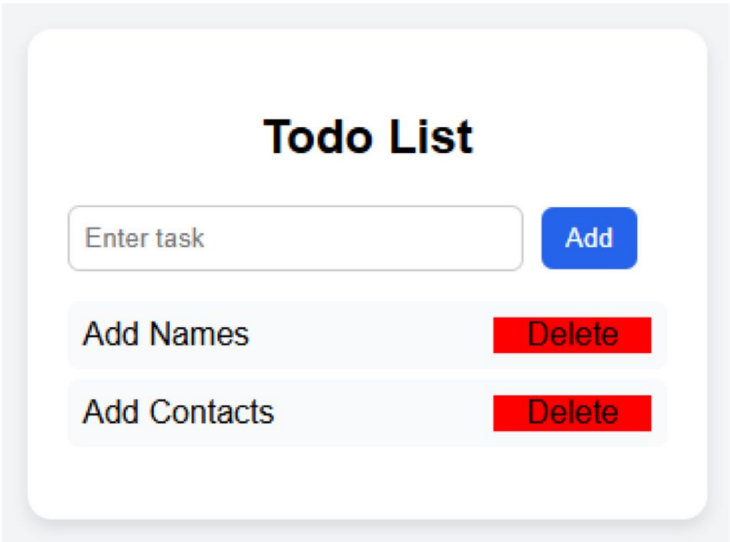 Todo List
Enter task Add
Add Names Delete
Add Contacts Delete